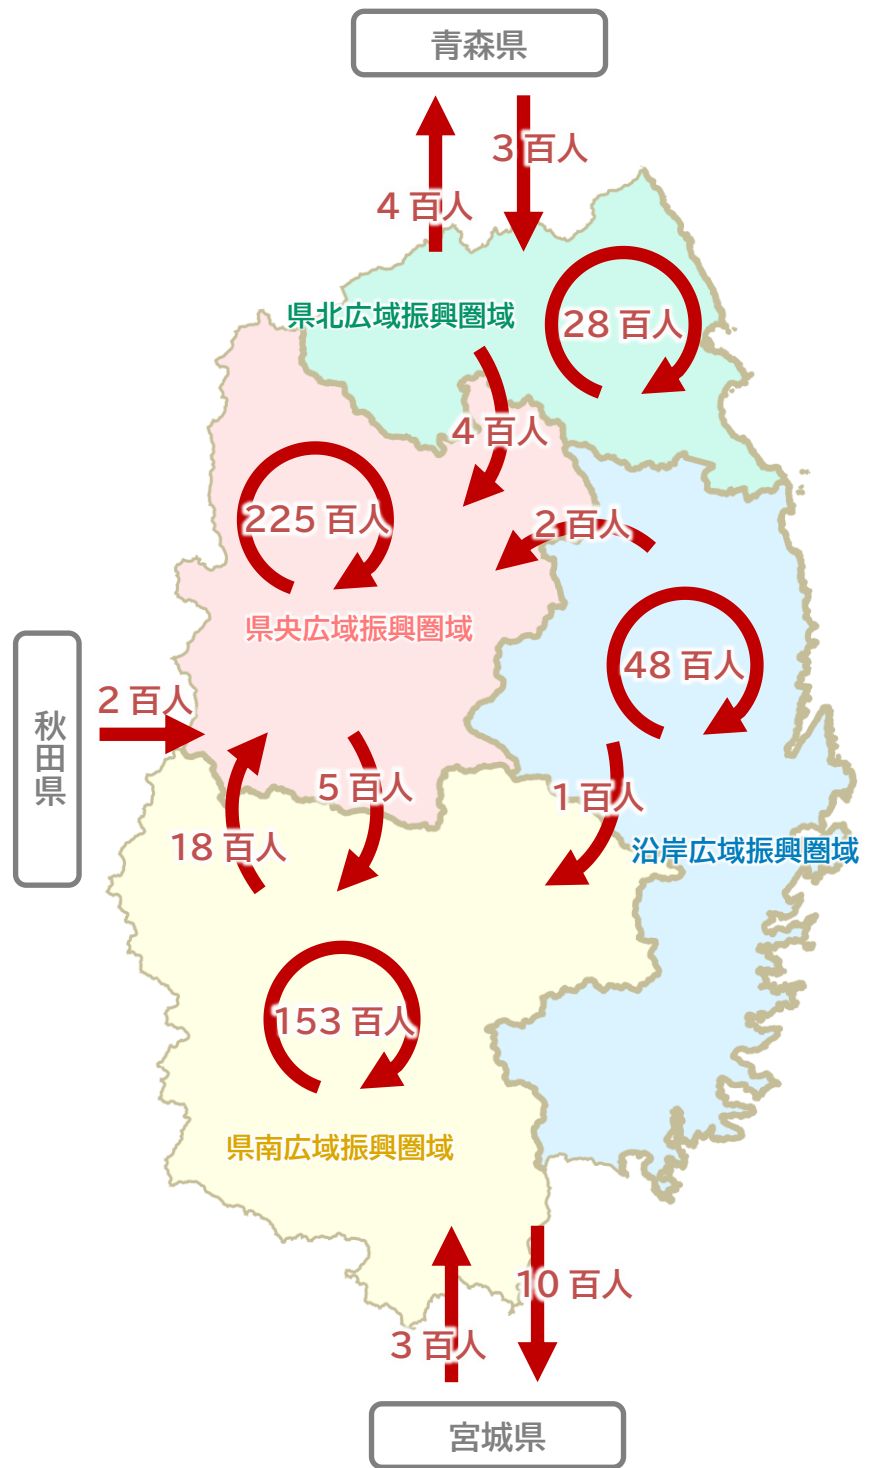 青森県
3 百人
4 百人
県北広域振興圏域
28 百人
4 百人
225 百人
2 百人
県央広域振興圏域
48 百人
秋田県
2 百人
5 百人
1 百人
18 百人
沿岸広域振興圏域
153 百人
県南広域振興圏域
10 百人
3 百人
宮城県